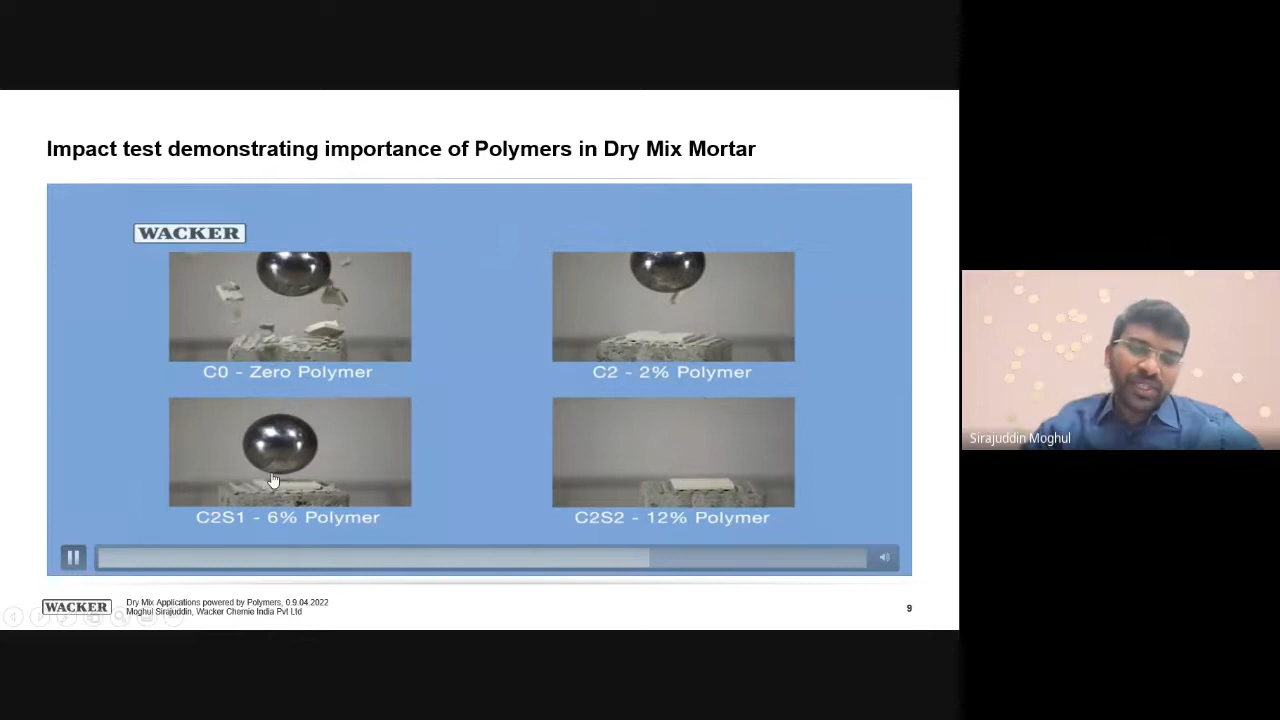 Impact test demonstrating importance of Polymers in Dry Mix Mortar
WACKER
C0 - Zero Polymer
C2 - 2% Polymer
C2S1 - 6% Polymer
C2S2 - 12% Polymer
WACKER
Dry Mix Applications powered by Polymers, 0.9.04.2022
Moghul Sirajuddin, Wacker Chemie India Pvt Ltd
9
Sirajuddin Moghul